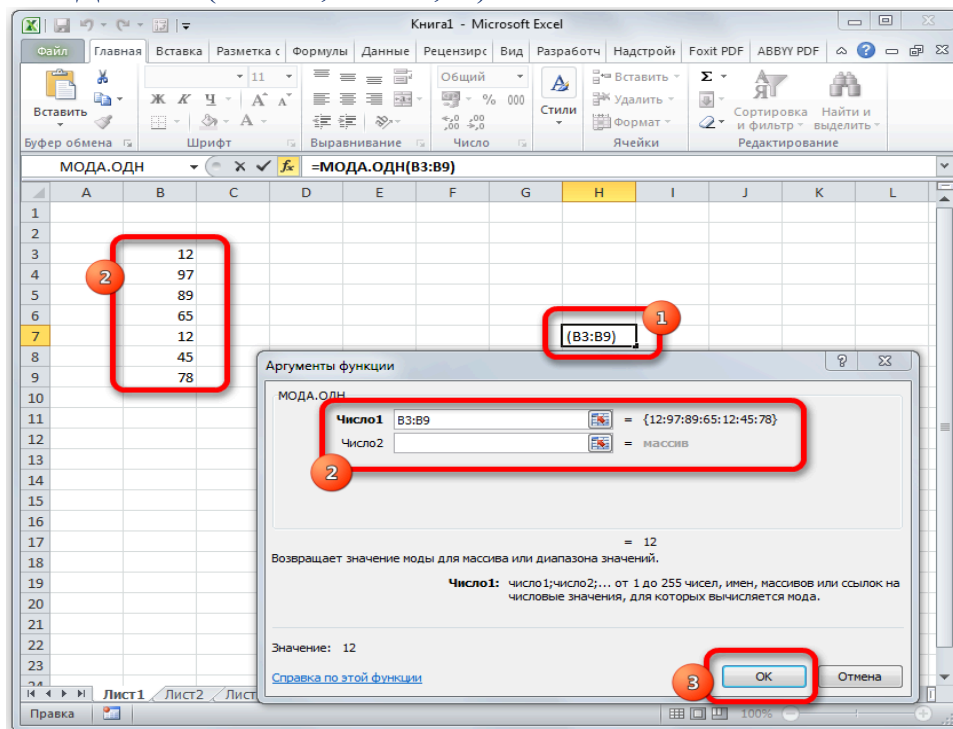 Книга1 - Microsoft Excel
Файл Главная Вставка Разметка с Формулы Данные Рецензирс Вид Разработч Надстройк Foxit PDF ABBYY PDF
Вставить
Буфер обмена
11
Ж К Ч А А
А
Шрифт
Выравнивание
Общий
% 000
Число
Стили
Вставить
Удалить
Формат
Ячейки
Σ
Сортировка и фильтр
Найти и выделить
Редактирование
МОДА.ОДН fx =МОДА.ОДН(B3:B9)
A B C D E F G H I J K L
1
2
3 12
4 97
5 89
6 65
7 12 (B3:B9)
8 45
9 78
10
11
12
13
14
15
16
17
18
19
20
21
22
23
24
2
1
Аргументы функции
МОДА.ОДН
Число1 B3:B9 = {12:97:89:65:12:45:78}
Число2 = массив
2
= 12
Возвращает значение моды для массива или диапазона значений.
Число1: число1;число2;... от 1 до 255 чисел, имен, массивов или ссылок на
числовые значения, для которых вычисляется мода.
Значение: 12
Справка по этой функции
3
ОК Отмена
Лист1 Лист2 Лист
Правка 100%